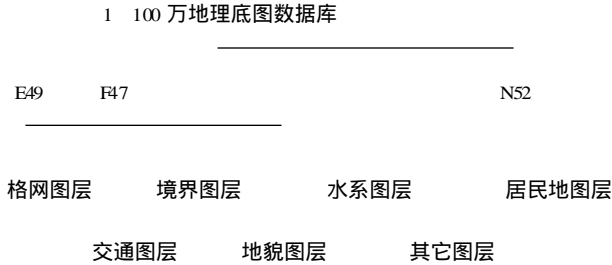 1 100 万地理底图数据库
E49 F47 N52
格网图层 境界图层 水系图层 居民地图层
交通图层 地貌图层 其它图层